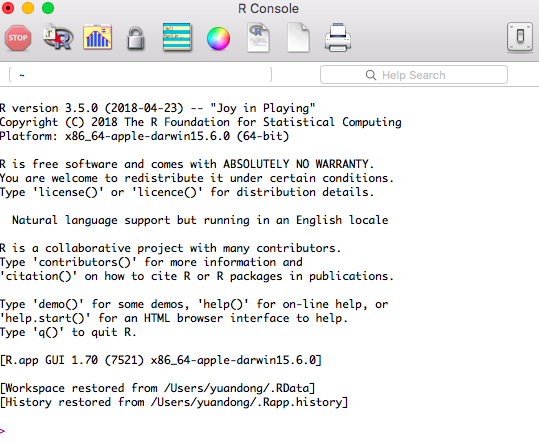 R Console
STOP
~
Help Search
R version 3.5.0 (2018-04-23) -- "Joy in Playing"
Copyright (C) 2018 The R Foundation for Statistical Computing
Platform: x86_64-apple-darwin15.6.0 (64-bit)
R is free software and comes with ABSOLUTELY NO WARRANTY.
You are welcome to redistribute it under certain conditions.
Type 'license()' or 'licence()' for distribution details.
Natural language support but running in an English locale
R is a collaborative project with many contributors.
Type 'contributors()' for more information and
'citation()' on how to cite R or R packages in publications.
Type 'demo()' for some demos, 'help()' for on-line help, or
'help.start()' for an HTML browser interface to help.
Type 'q()' to quit R.
[R.app GUI 1.70 (7521) x86_64-apple-darwin15.6.0]
[Workspace restored from /Users/yuandong/.RData]
[History restored from /Users/yuandong/.Rapp.history]
>